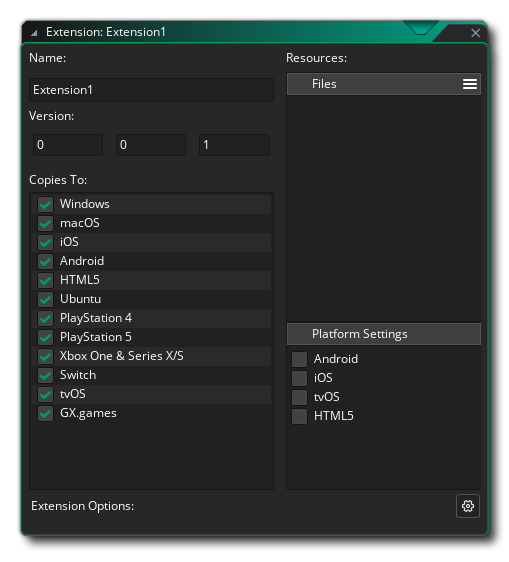 Extension: Extension1
Name:
Extension1
Version:
0 0 1
Copies To:
Windows
macOS
iOS
Android
HTML5
Ubuntu
PlayStation 4
PlayStation 5
Xbox One & Series X/S
Switch
tvOS
GX.games
Resources:
Files
Platform Settings
Android
iOS
tvOS
HTML5
Extension Options: